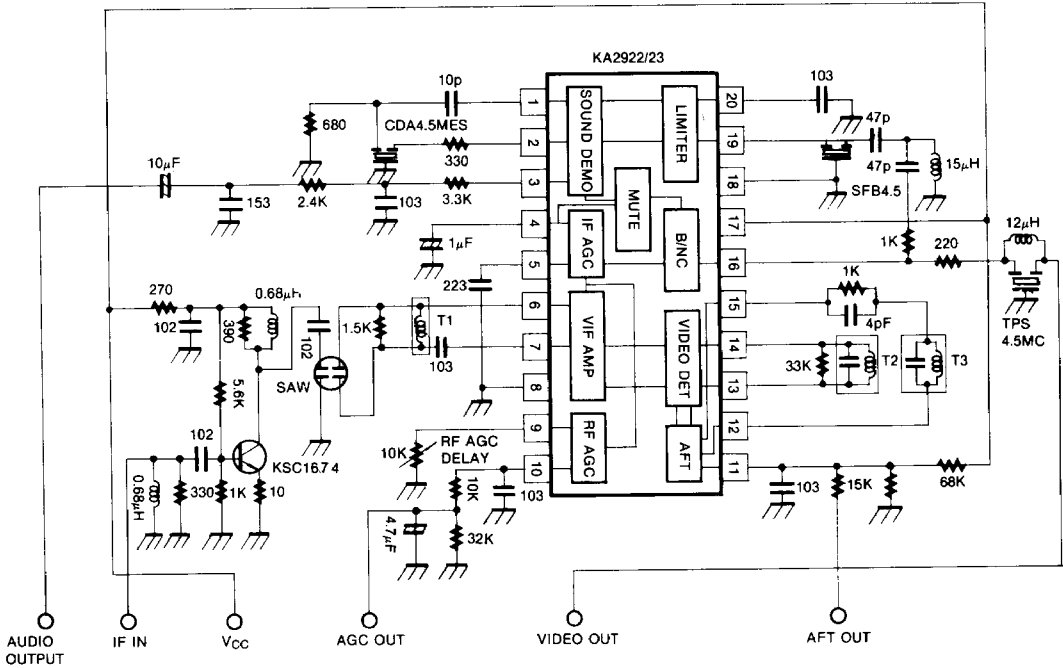 KA2922/23
10p
CDA4.5MES
680
330
10μF
153
2.4K
103
3.3K
1μF
223
270
102
390
0.68μH
102
SAW
1.5K
T1
103
5.6K
102
KSC1674
0.68μH
330
1K
10
10K
RF AGC
DELAY
10K
103
4.7μF
32K
1
2
3
4
5
6
7
8
9
10
SOUND DEMO
LIMITER
MUTE
IF AGC
B/NC
VIF AMP
VIDEO DET
RF AGC
AFT
20
19
18
17
16
15
14
13
12
11
103
47p
47p
SFB4.5
15μH
1K
220
12μH
TPS
4.5MC
1K
4pF
33K
T2
T3
103
15K
68K
AUDIO
OUTPUT
IF IN
VCC
AGC OUT
VIDEO OUT
AFT OUT